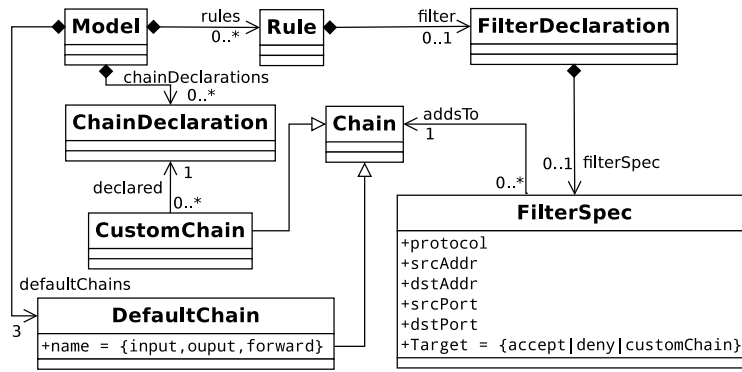 Model
rules
0..*
Rule
filter
0..1
FilterDeclaration
chainDeclarations
0..*
ChainDeclaration
Chain
addsTo
1
declared
1
0..*
0..1
filterSpec
0..*
CustomChain
FilterSpec
+protocol
+srcAddr
+dstAddr
+srcPort
+dstPort
+Target = {accept|deny|customChain}
defaultChains
3
DefaultChain
+name = {input,ouput,forward}